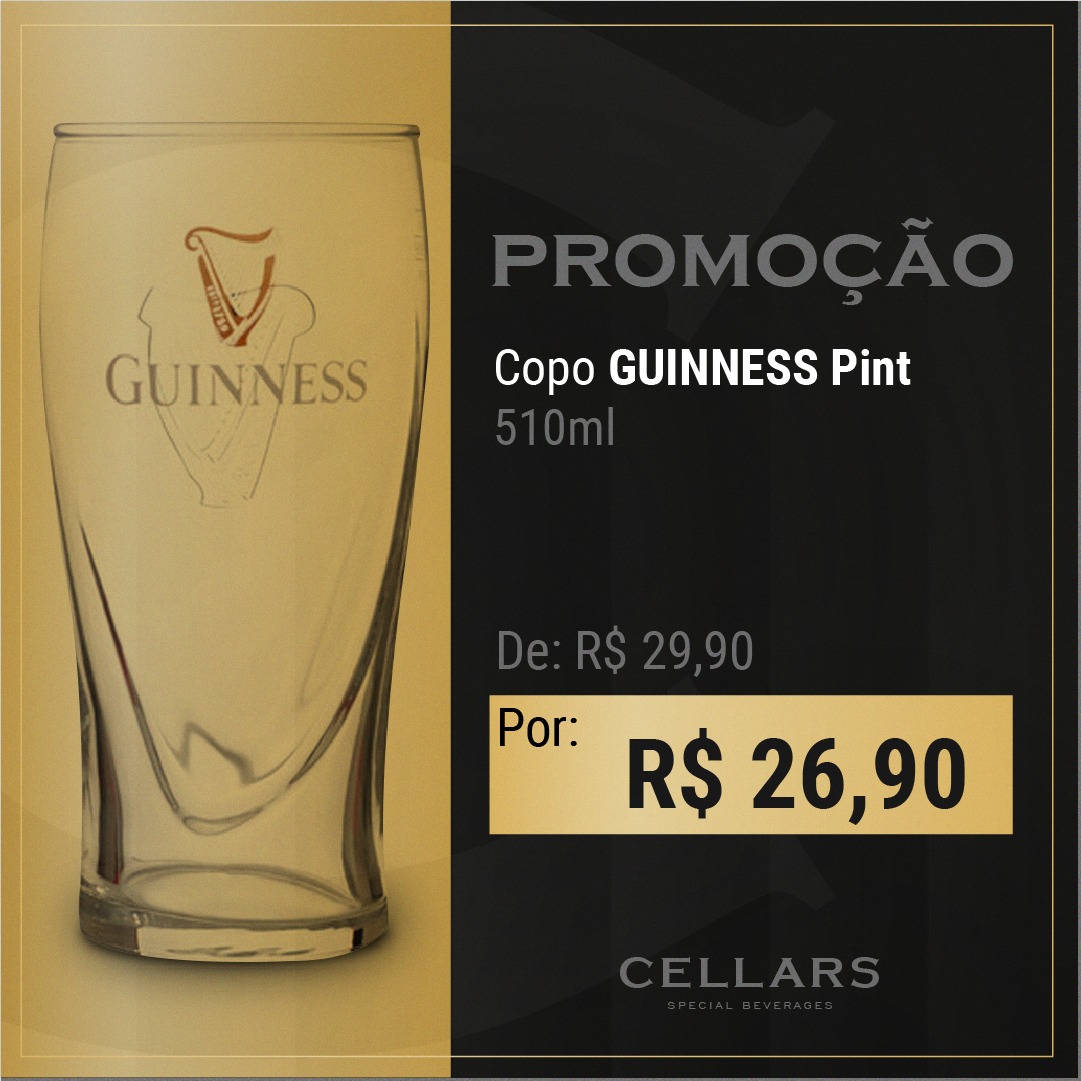 GUINNESS
PROMOÇÃO
Copo GUINNESS Pint
510ml
De: R$ 29,90
Por:
R$ 26,90
CELLARS
SPECIAL BEVERAGES